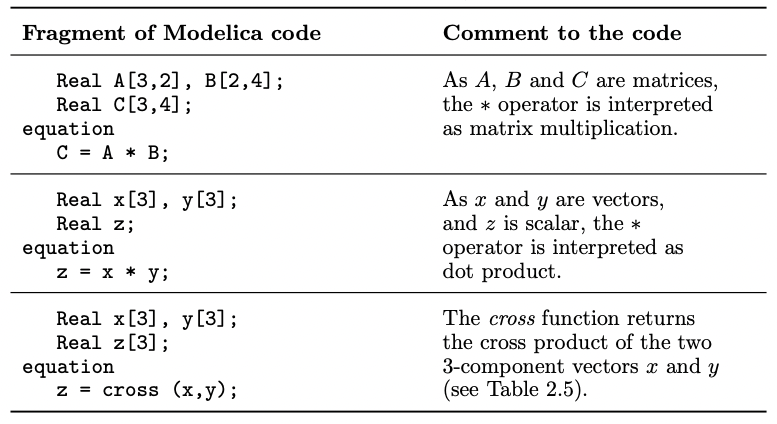 Fragment of Modelica code Comment to the code
Real A[3,2], B[2,4]; As A, B and C are matrices,
Real C[3,4]; the * operator is interpreted
equation as matrix multiplication.
C = A * B;
Real x[3], y[3]; As x and y are vectors,
Real z; and z is scalar, the *
equation operator is interpreted as
z = x * y; dot product.
Real x[3], y[3]; The cross function returns
Real z[3]; the cross product of the two
equation 3-component vectors x and y
z = cross (x,y); (see Table 2.5).